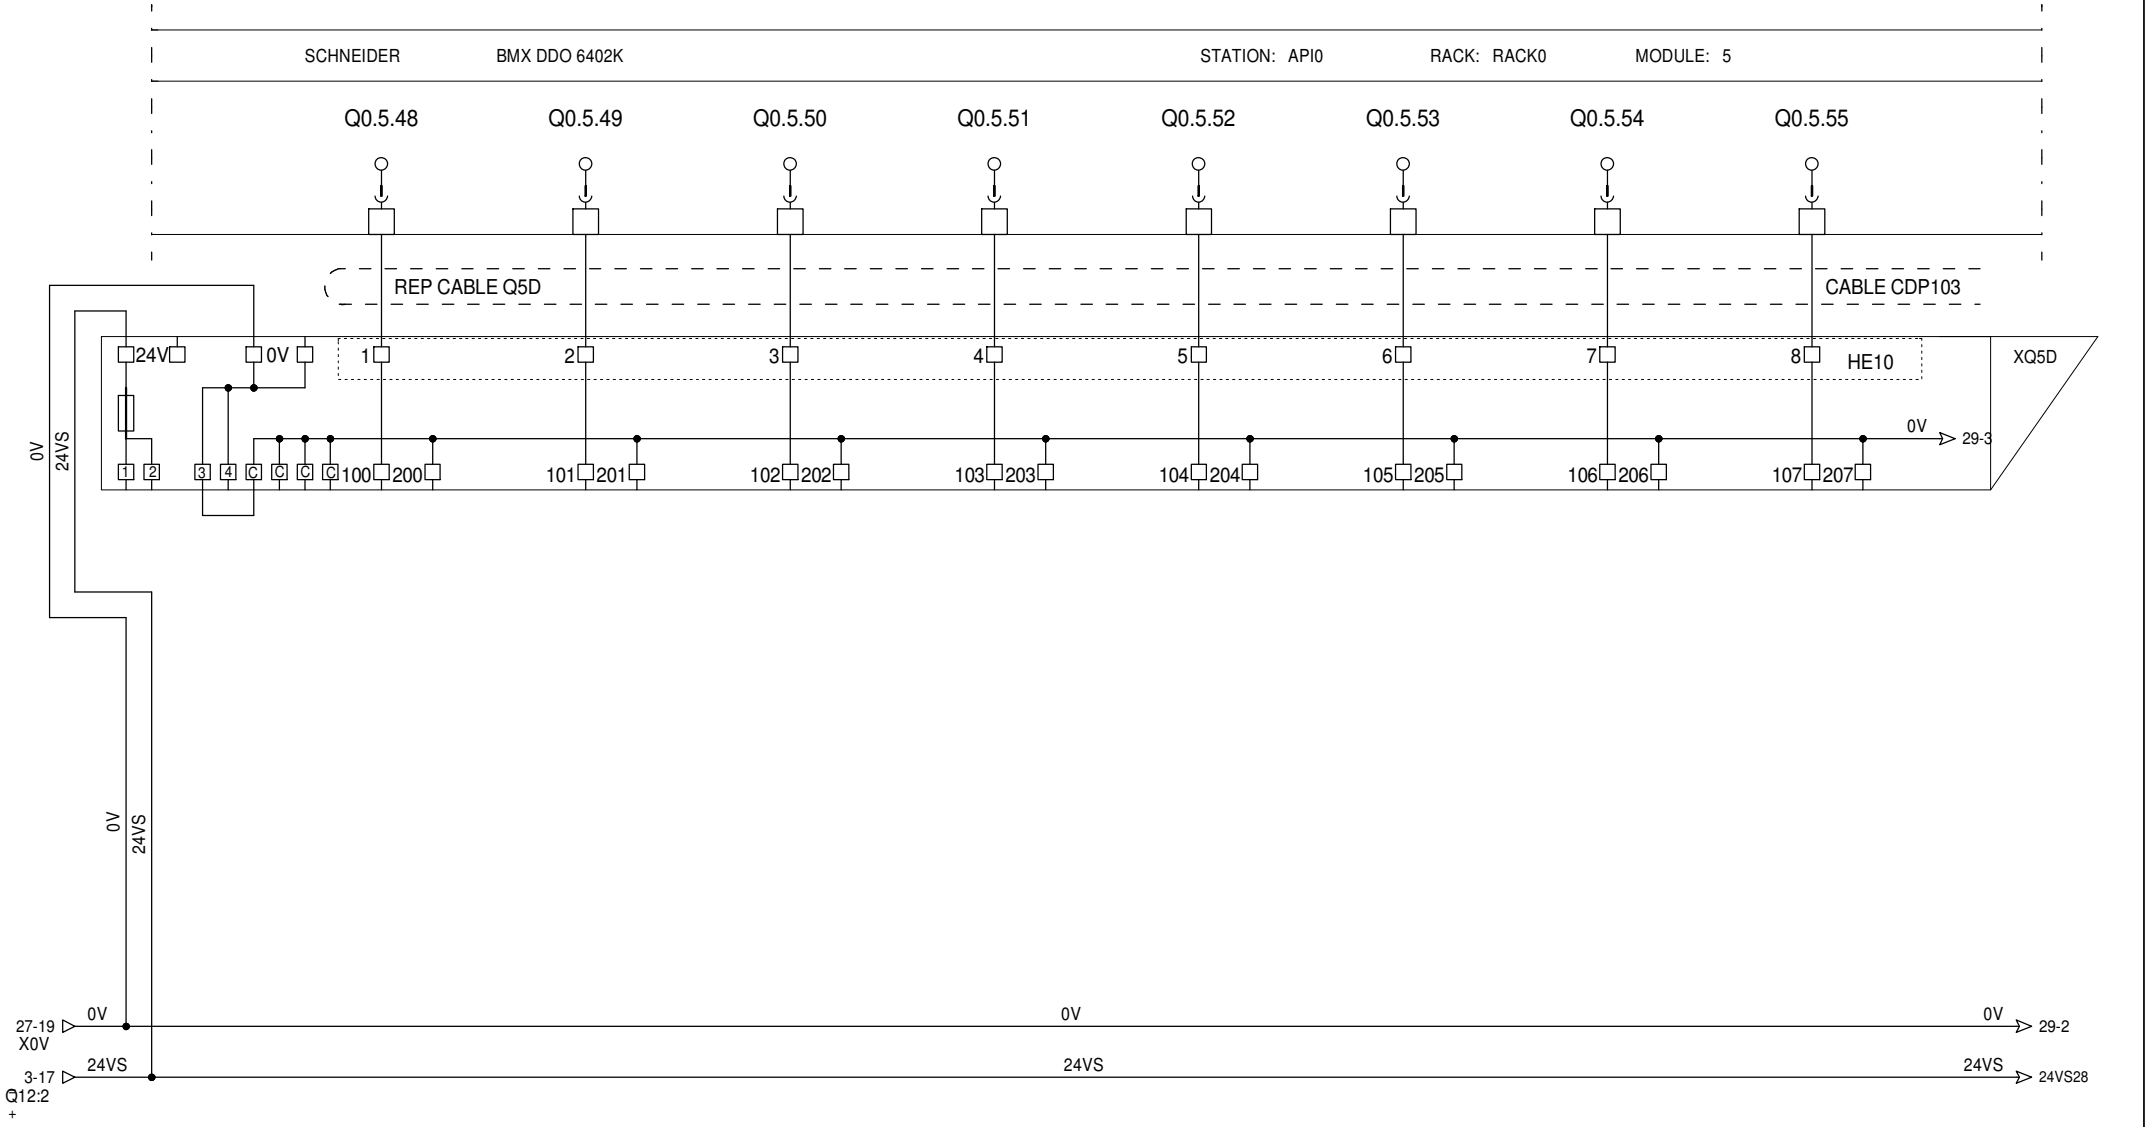 SCHNEIDER BMX DDO 6402K STATION: API0 RACK: RACK0 MODULE: 5
Q0.5.48 Q0.5.49 Q0.5.50 Q0.5.51 Q0.5.52 Q0.5.53 Q0.5.54 Q0.5.55
REP CABLE Q5D CABLE CDP103
24V 0V 1 2 3 4 5 6 7 8 HE10 XQ5D
0V 24VS
0V 29-3
1 2 3 4 C C C C 100 200 101 201 102 202 103 203 104 204 105 205 106 206 107 207
0V 24VS
27-19 0V 0V 0V 29-2
X0V
3-17 24VS 24VS 24VS 24VS28
Q12:2
+